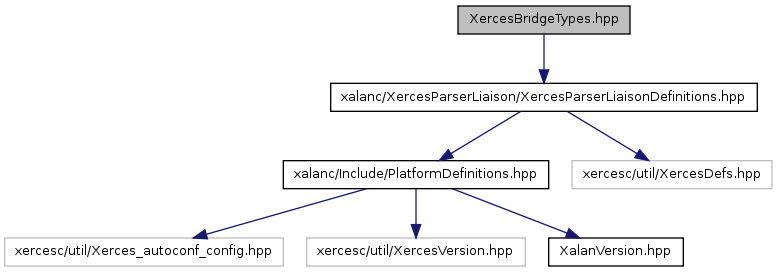 XercesBridgeTypes.hpp
xalanc/XercesParserLiaison/XercesParserLiaisonDefinitions.hpp
xalanc/Include/PlatformDefinitions.hpp
xercesc/util/XercesDefs.hpp
xercesc/util/Xerces_autoconf_config.hpp
xercesc/util/XercesVersion.hpp
XalanVersion.hpp